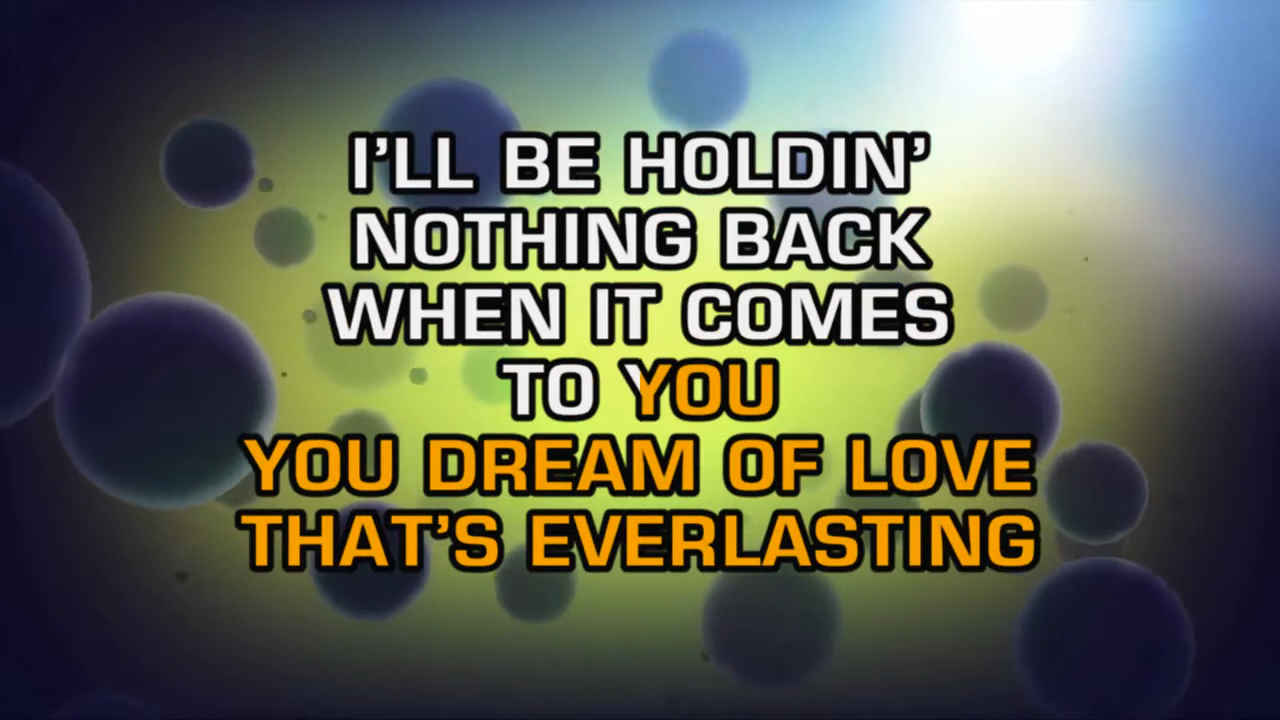 I'LL BE HOLDIN'
NOTHING BACK
WHEN IT COMES
TO YOU
YOU DREAM OF LOVE
THAT'S EVERLASTING